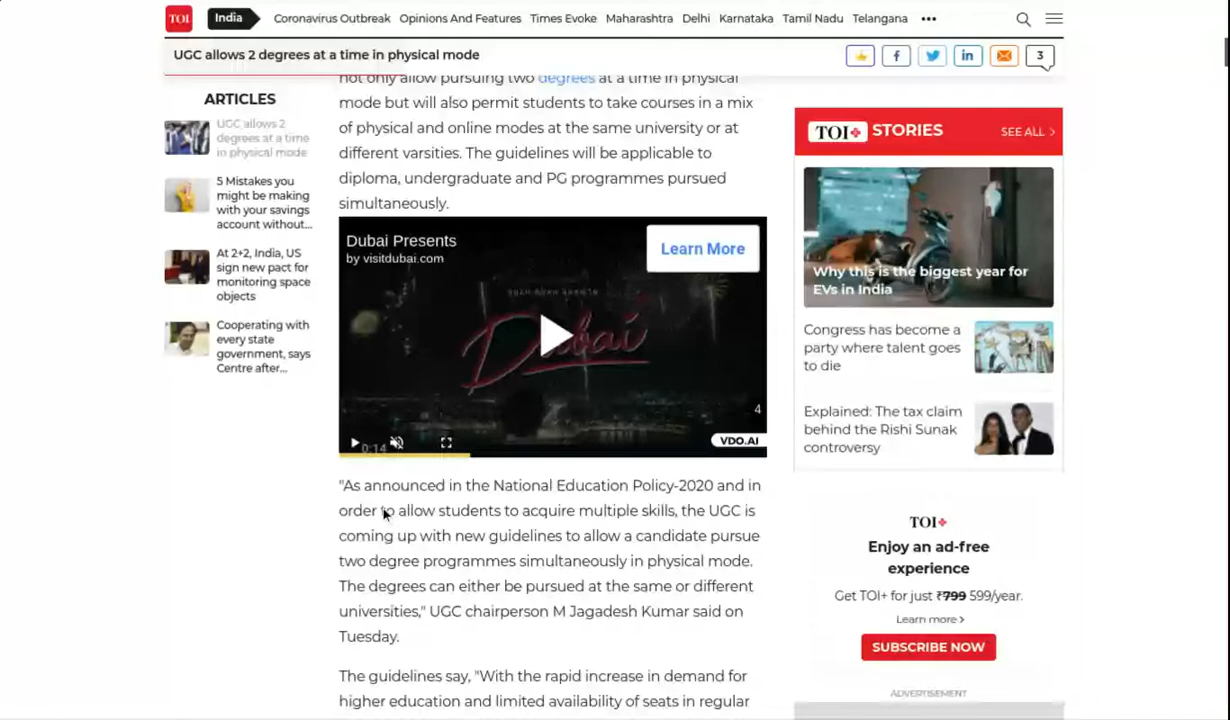 TOI
India
Coronavirus Outbreak
Opinions And Features
Times Evoke
Maharashtra
Delhi
Karnataka
Tamil Nadu
Telangana
UGC allows 2 degrees at a time in physical mode
3
ARTICLES
UGC allows 2
degrees at a time
in physical mode
5 Mistakes you
might be making
with your savings
account without...
At 2+2, India, US
sign new pact for
monitoring space
objects
Cooperating with
every state
government, says
Centre after...
not only allow pursuing two degrees at a time in physical
mode but will also permit students to take courses in a mix
of physical and online modes at the same university or at
different varsities. The guidelines will be applicable to
diploma, undergraduate and PG programmes pursued
simultaneously.
Dubai Presents
by visitdubai.com
Learn More
Dubai
4
0:14
VDO.AI
"As announced in the National Education Policy-2020 and in
order to allow students to acquire multiple skills, the UGC is
coming up with new guidelines to allow a candidate pursue
two degree programmes simultaneously in physical mode.
The degrees can either be pursued at the same or different
universities," UGC chairperson M Jagadesh Kumar said on
Tuesday.
The guidelines say, "With the rapid increase in demand for
higher education and limited availability of seats in regular
TOI+ STORIES
SEE ALL >
Why this is the biggest year for
EVs in India
Congress has become a
party where talent goes
to die
Explained: The tax claim
behind the Rishi Sunak
controversy
TOI+
Enjoy an ad-free
experience
Get TOI+ for just ₹799 599/year.
Learn more >
SUBSCRIBE NOW
ADVERTISEMENT